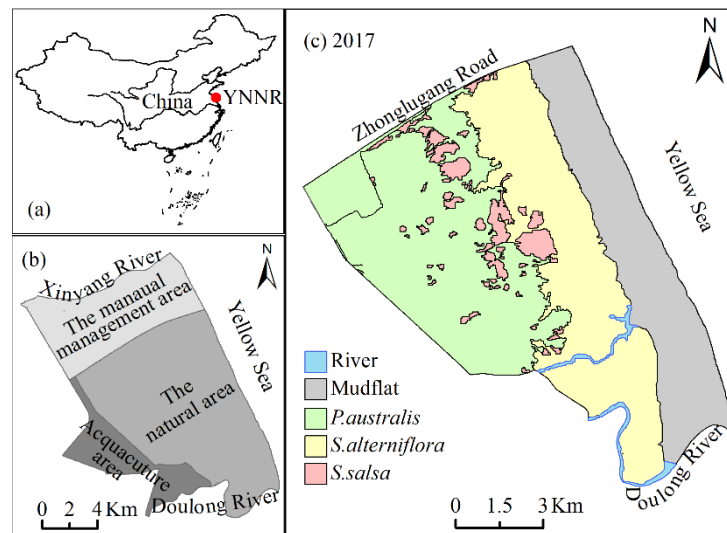 China
YNNR
(a)
(b)
N
Xinyang River
The manaual
management area
Yellow Sea
The
natural area
Acquacuture
area
Doulong River
0 2 4 Km
(c) 2017
N
Zhonglugang Road
Yellow Sea
River
Mudflat
P.australis
S.alterniflora
S.salsa
Doulong River
0 1.5 3 Km